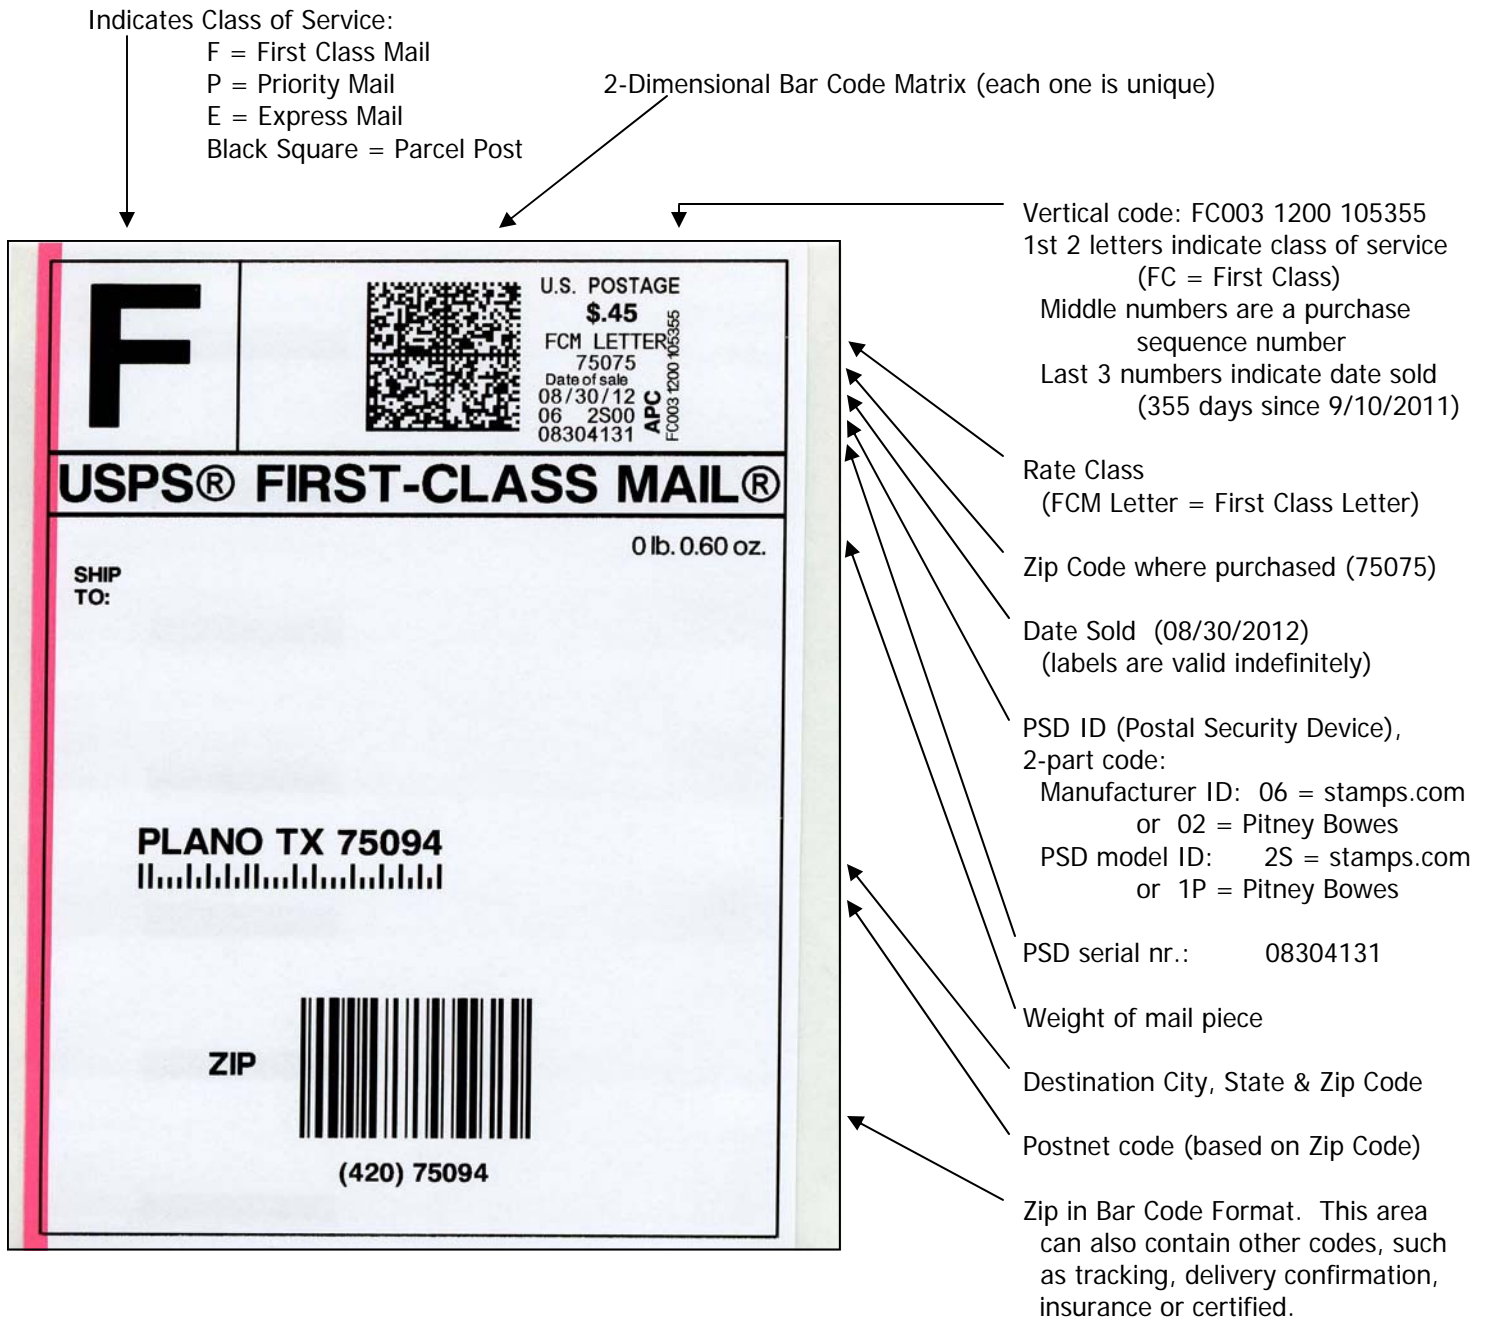 Indicates Class of Service:
F = First Class Mail
P = Priority Mail
E = Express Mail
Black Square = Parcel Post
2-Dimensional Bar Code Matrix (each one is unique)
F
U.S. POSTAGE
$.45
FCM LETTER
75075
Date of sale
08/30/12
06 2S00
08304131
APC
FC003 1200 105355
USPS® FIRST-CLASS MAIL®
0 lb. 0.60 oz.
SHIP
TO:
PLANO TX 75094
ZIP
(420) 75094
Vertical code: FC003 1200 105355
1st 2 letters indicate class of service
(FC = First Class)
Middle numbers are a purchase
sequence number
Last 3 numbers indicate date sold
(355 days since 9/10/2011)
Rate Class
(FCM Letter = First Class Letter)
Zip Code where purchased (75075)
Date Sold (08/30/2012)
(labels are valid indefinitely)
PSD ID (Postal Security Device),
2-part code:
Manufacturer ID: 06 = stamps.com
or 02 = Pitney Bowes
PSD model ID: 2S = stamps.com
or 1P = Pitney Bowes
PSD serial nr.: 08304131
Weight of mail piece
Destination City, State & Zip Code
Postnet code (based on Zip Code)
Zip in Bar Code Format. This area
can also contain other codes, such
as tracking, delivery confirmation,
insurance or certified.